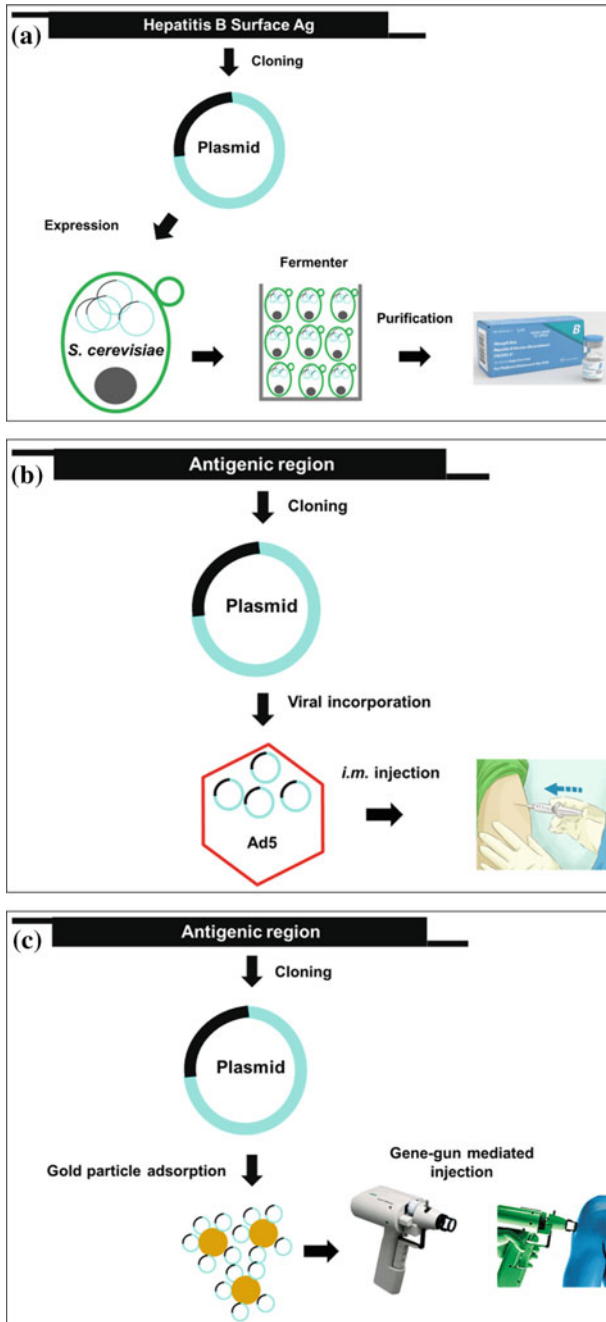 (a)
Hepatitis B Surface Ag
Cloning
Plasmid
Expression
Fermenter
S. cerevisiae
Purification
B
(b)
Antigenic region
Cloning
Plasmid
Viral incorporation
i.m. injection
Ad5
(c)
Antigenic region
Cloning
Plasmid
Gold particle adsorption
Gene-gun mediated
injection